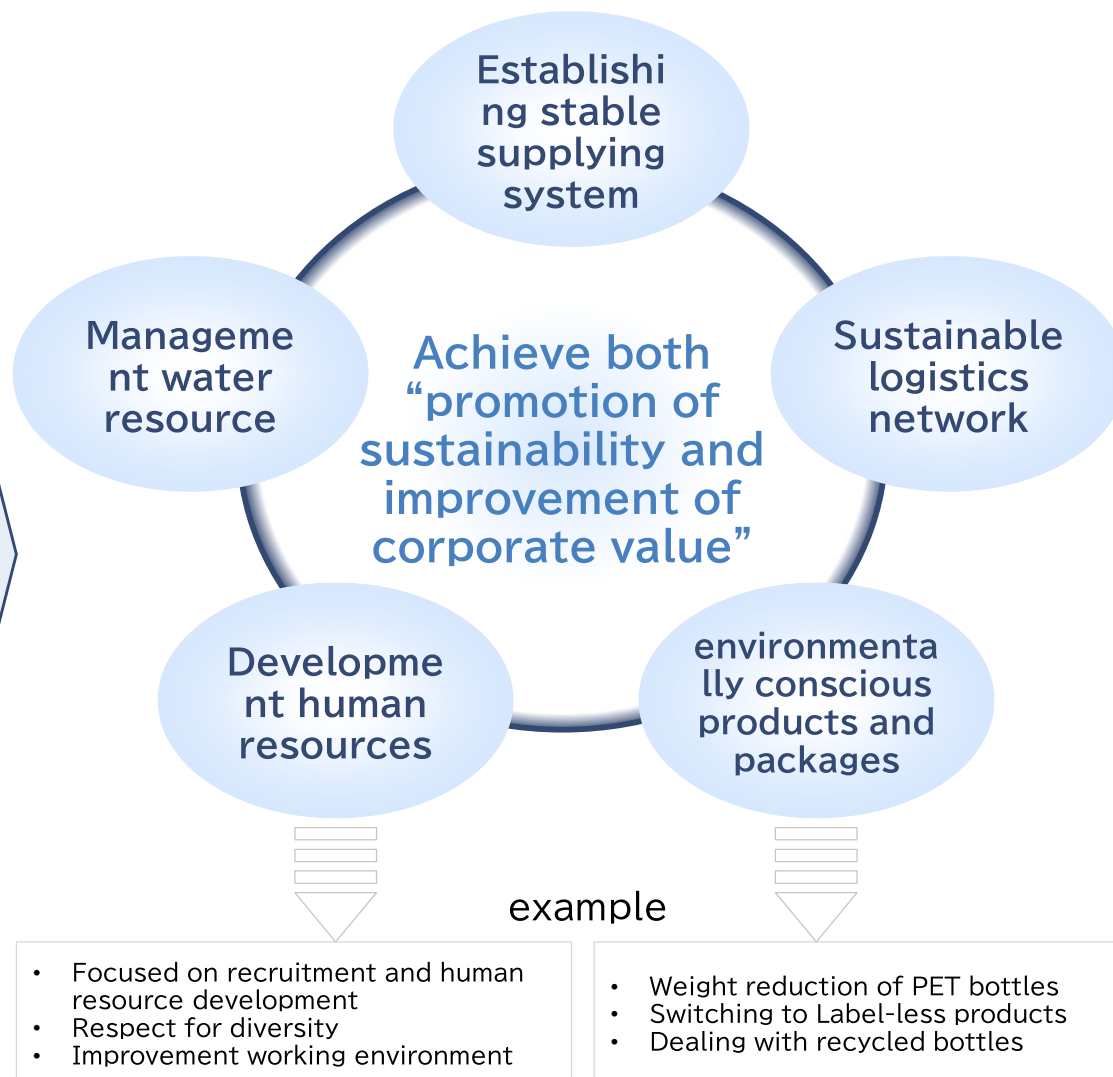 Establishi
ng stable
supplying
system
Manageme
nt water
resource
Achieve both
“promotion of
sustainability and
improvement of
corporate value”
Sustainable
logistics
network
Developme
nt human
resources
environmenta
lly conscious
products and
packages
example
• Focused on recruitment and human
resource development
• Respect for diversity
• Improvement working environment
• Weight reduction of PET bottles
• Switching to Label-less products
• Dealing with recycled bottles